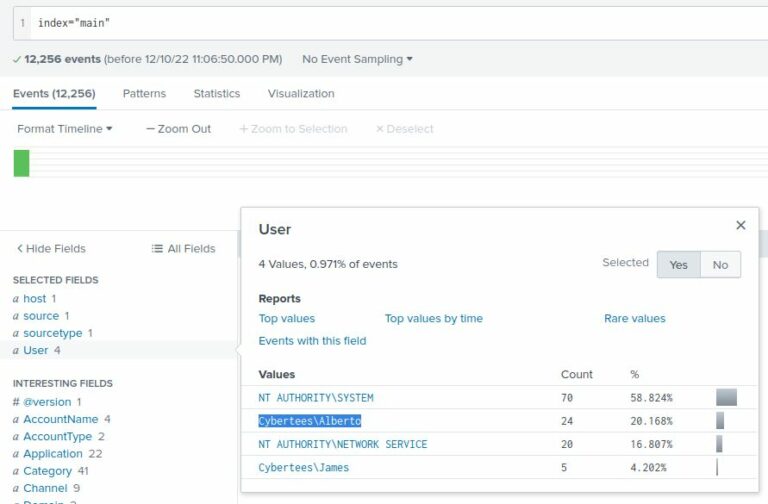 1 index="main"
✓ 12,256 events (before 12/10/22 11:06:50.000 PM) No Event Sampling ▾
Events (12,256) Patterns Statistics Visualization
Format Timeline ▾ — Zoom Out + Zoom to Selection × Deselect
< Hide Fields All Fields
SELECTED FIELDS
a host 1
a source 1
a sourcetype 1
a User 4
INTERESTING FIELDS
# @version 1
a AccountName 4
a AccountType 2
a Application 22
a Category 41
a Channel 9
a Domain 2
User ×
4 Values, 0.971% of events Selected Yes No
Reports
Top values Top values by time Rare values
Events with this field
Values Count %
NT AUTHORITY\SYSTEM 70 58.824%
Cybertees\Alberto 24 20.168%
NT AUTHORITY\NETWORK SERVICE 20 16.807%
Cybertees\James 5 4.202%